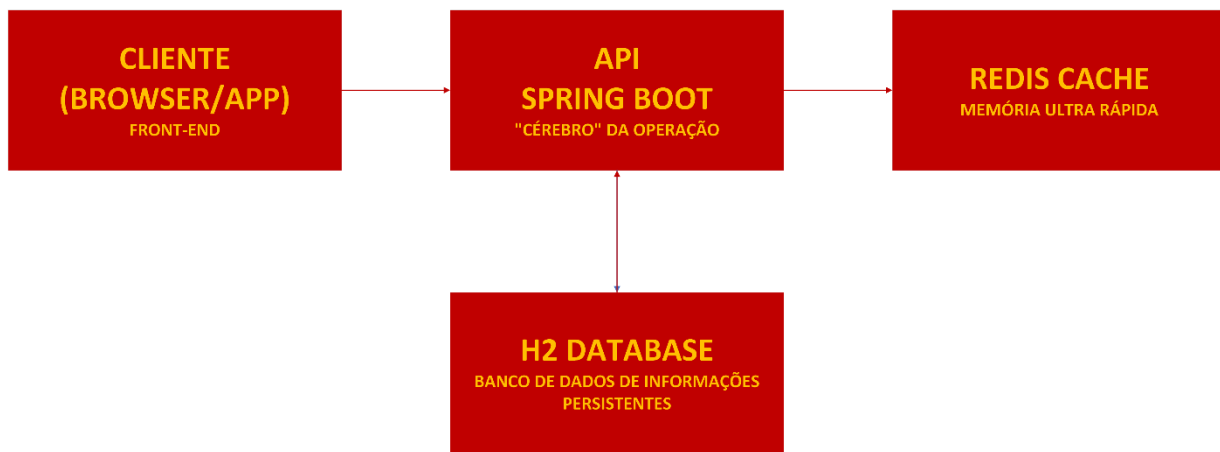 CLIENTE
(BROWSER/APP)
FRONT-END
API
SPRING BOOT
"CÉREBRO" DA OPERAÇÃO
REDIS CACHE
MEMÓRIA ULTRA RÁPIDA
H2 DATABASE
BANCO DE DADOS DE INFORMAÇÕES
PERSISTENTES